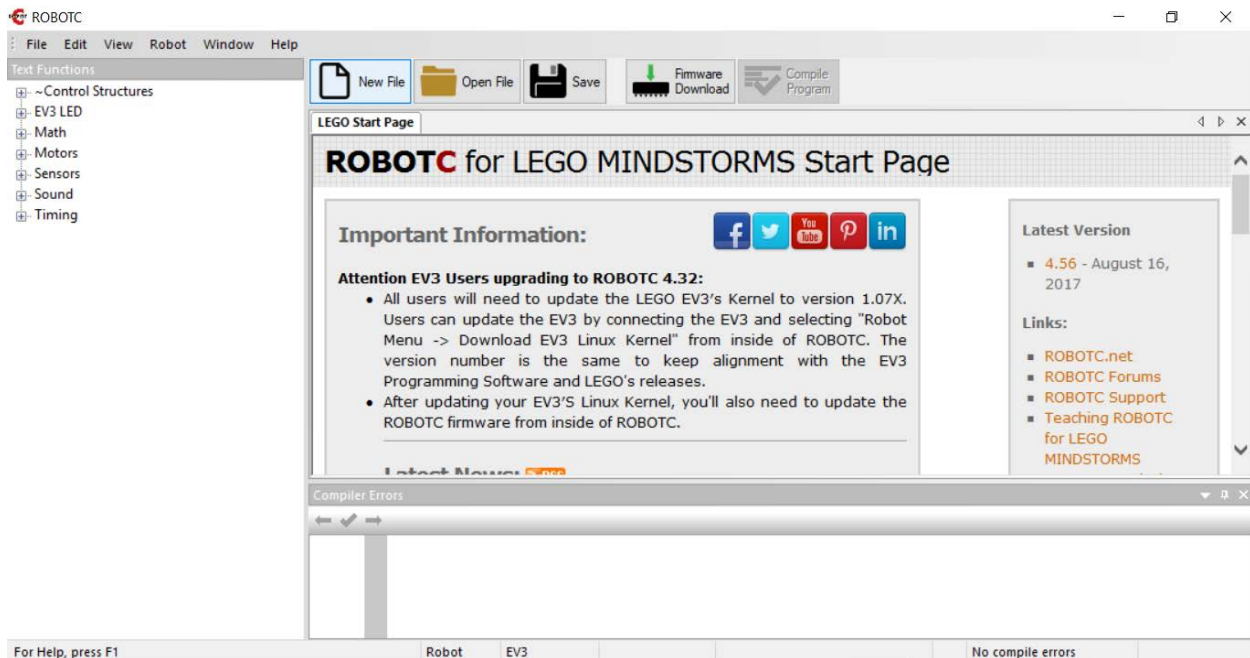 ROBOTC
File Edit View Robot Window Help
Text Functions
~Control Structures
EV3 LED
Math
Motors
Sensors
Sound
Timing
New File
Open File
Save
Firmware
Download
Compile
Program
LEGO Start Page
ROBOTC for LEGO MINDSTORMS Start Page
Important Information:
f You Tube in
Attention EV3 Users upgrading to ROBOTC 4.32:
• All users will need to update the LEGO EV3's Kernel to version 1.07X.
Users can update the EV3 by connecting the EV3 and selecting "Robot
Menu -> Download EV3 Linux Kernel" from inside of ROBOTC. The
version number is the same to keep alignment with the EV3
Programming Software and LEGO's releases.
• After updating your EV3'S Linux Kernel, you'll also need to update the
ROBOTC firmware from inside of ROBOTC.
Latest News:
Latest Version
4.56 - August 16,
2017
Links:
ROBOTC.net
ROBOTC Forums
ROBOTC Support
Teaching ROBOTC
for LEGO
MINDSTORMS
Compiler Errors
For Help, press F1
Robot
EV3
No compile errors